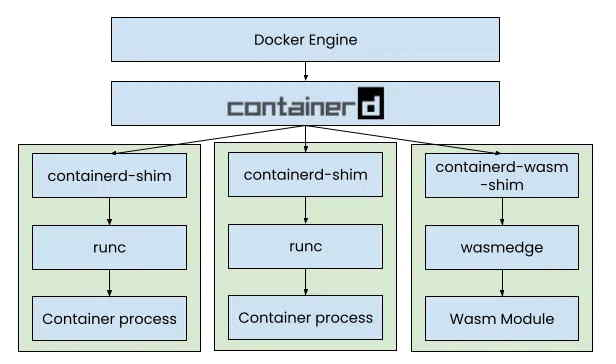 Docker Engine
containerd
containerd-shim
containerd-shim
containerd-wasm
-shim
runc
runc
wasmedge
Container process
Container process
Wasm Module